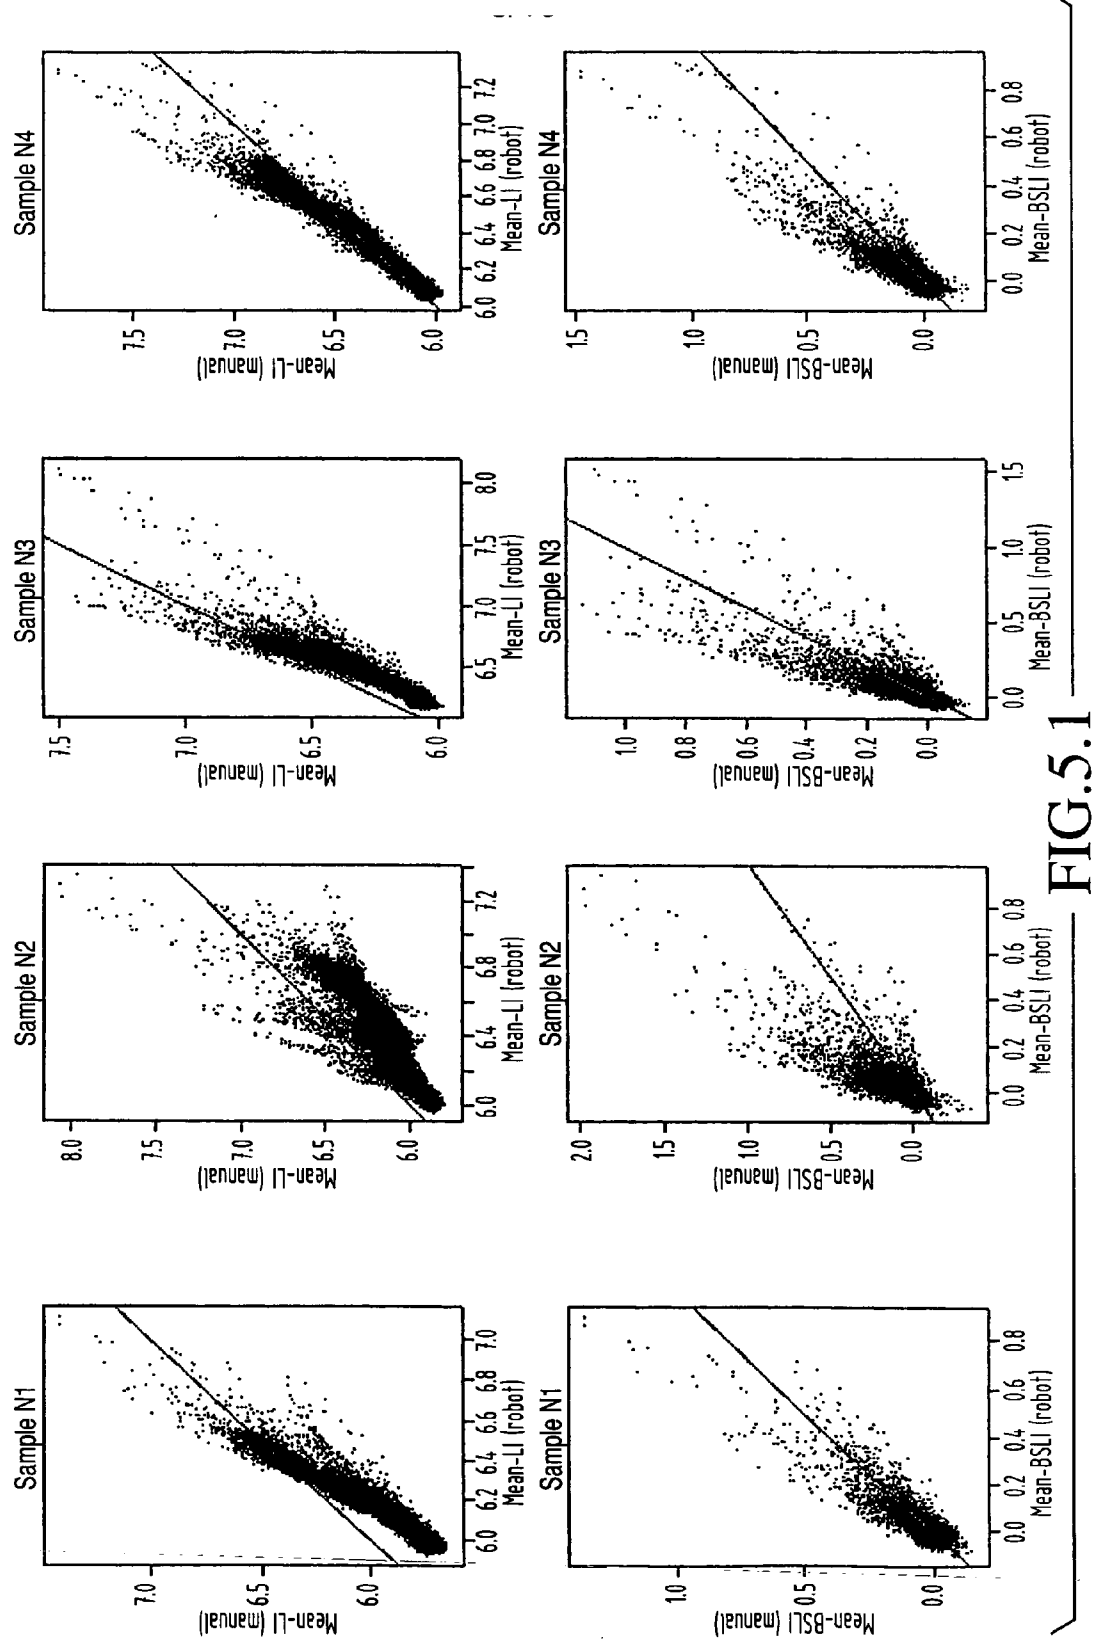 Sample N1
Mean-LI (manual)
7.0
6.5
6.0
6.0 6.2 6.4 6.6 6.8 7.0
Mean-LI (robot)
Sample N2
Mean-LI (manual)
8.0
7.5
7.0
6.5
6.0
6.0 6.4 6.8 7.2
Mean-LI (robot)
Sample N3
Mean-LI (manual)
7.5
7.0
6.5
6.0
6.5 7.0 7.5 8.0
Mean-LI (robot)
Sample N4
Mean-LI (manual)
7.5
7.0
6.5
6.0
6.0 6.2 6.4 6.6 6.8 7.0 7.2
Mean-LI (robot)
Sample N1
Mean-BSLI (manual)
1.0
0.5
0.0
0.0 0.2 0.4 0.6 0.8
Mean-BSLI (robot)
Sample N2
Mean-BSLI (manual)
2.0
1.5
1.0
0.5
0.0
0.0 0.2 0.4 0.6 0.8
Mean-BSLI (robot)
Sample N3
Mean-BSLI (manual)
1.0
0.8
0.6
0.4
0.2
0.0
0.0 0.5 1.0 1.5
Mean-BSLI (robot)
Sample N4
Mean-BSLI (manual)
1.5
1.0
0.5
0.0
0.0 0.2 0.4 0.6 0.8
Mean-BSLI (robot)
FIG.5.1